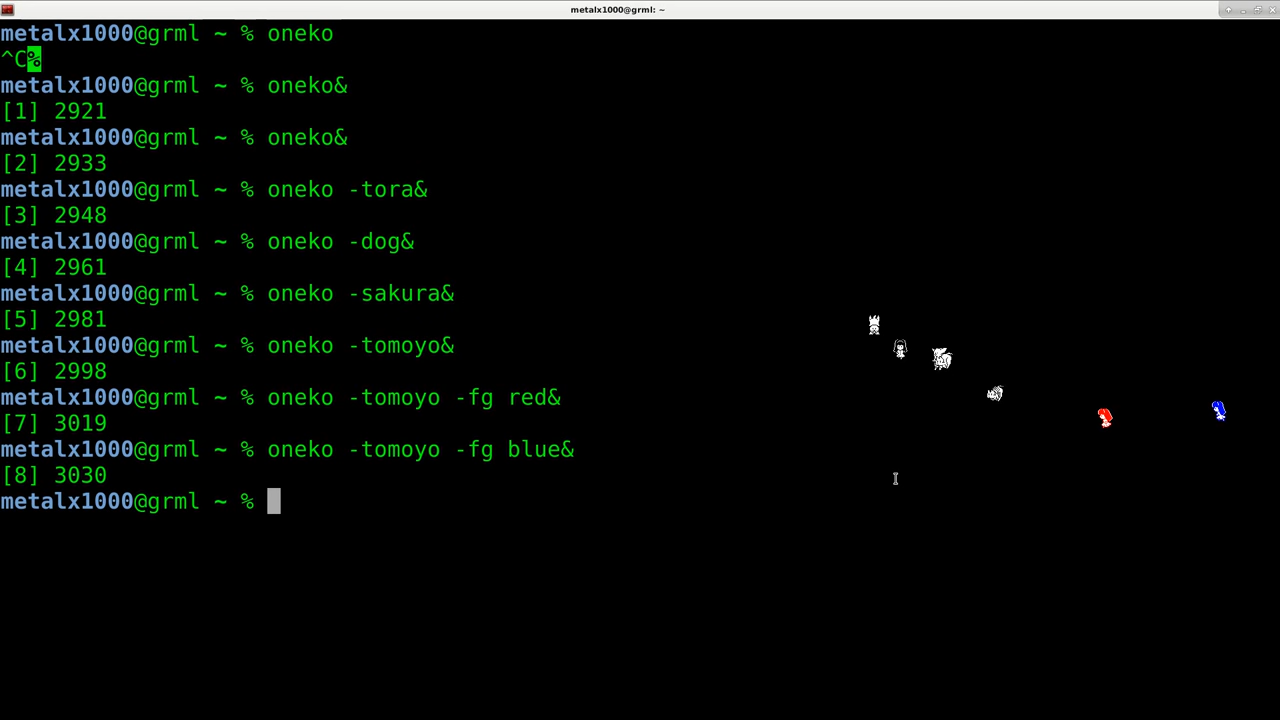 metalx1000@grml: ~
metalx1000@grml ~ % oneko
^C%
metalx1000@grml ~ % oneko&
[1] 2921
metalx1000@grml ~ % oneko&
[2] 2933
metalx1000@grml ~ % oneko -tora&
[3] 2948
metalx1000@grml ~ % oneko -dog&
[4] 2961
metalx1000@grml ~ % oneko -sakura&
[5] 2981
metalx1000@grml ~ % oneko -tomoyo&
[6] 2998
metalx1000@grml ~ % oneko -tomoyo -fg red&
[7] 3019
metalx1000@grml ~ % oneko -tomoyo -fg blue&
[8] 3030
metalx1000@grml ~ %